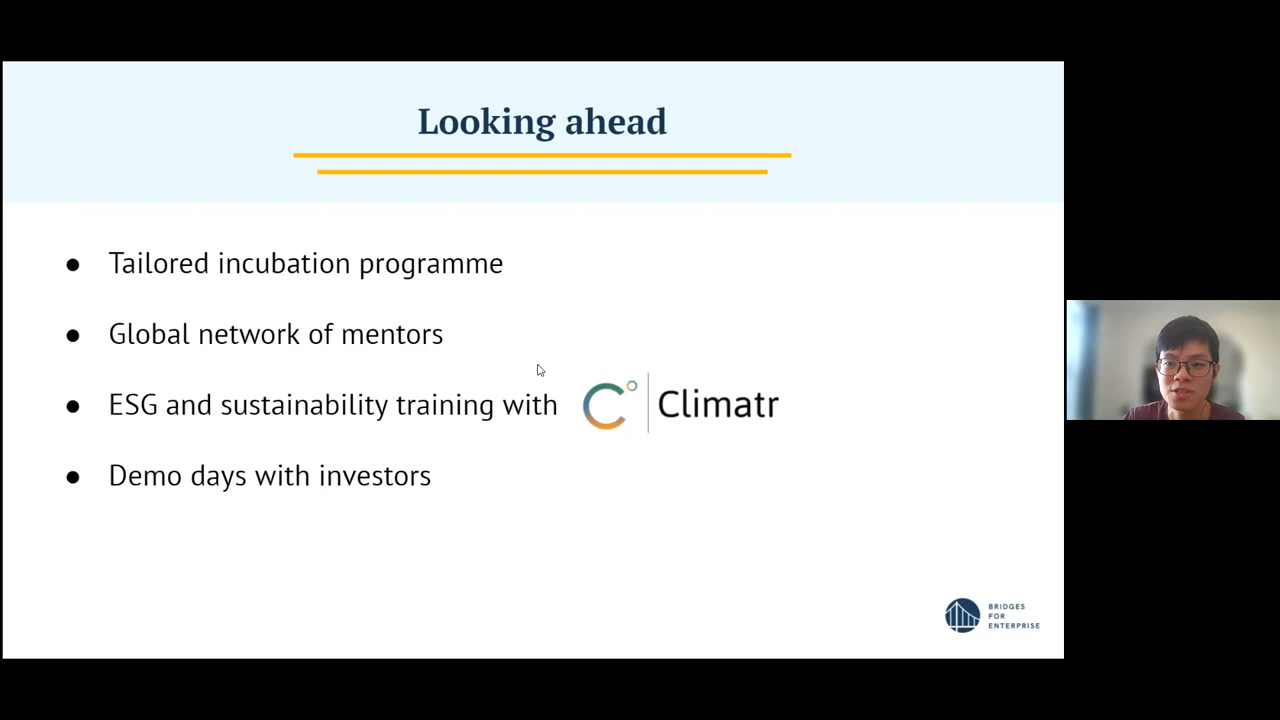 Looking ahead
● Tailored incubation programme
● Global network of mentors
● ESG and sustainability training with C° | Climatr
● Demo days with investors
BRIDGES
FOR
ENTERPRISE